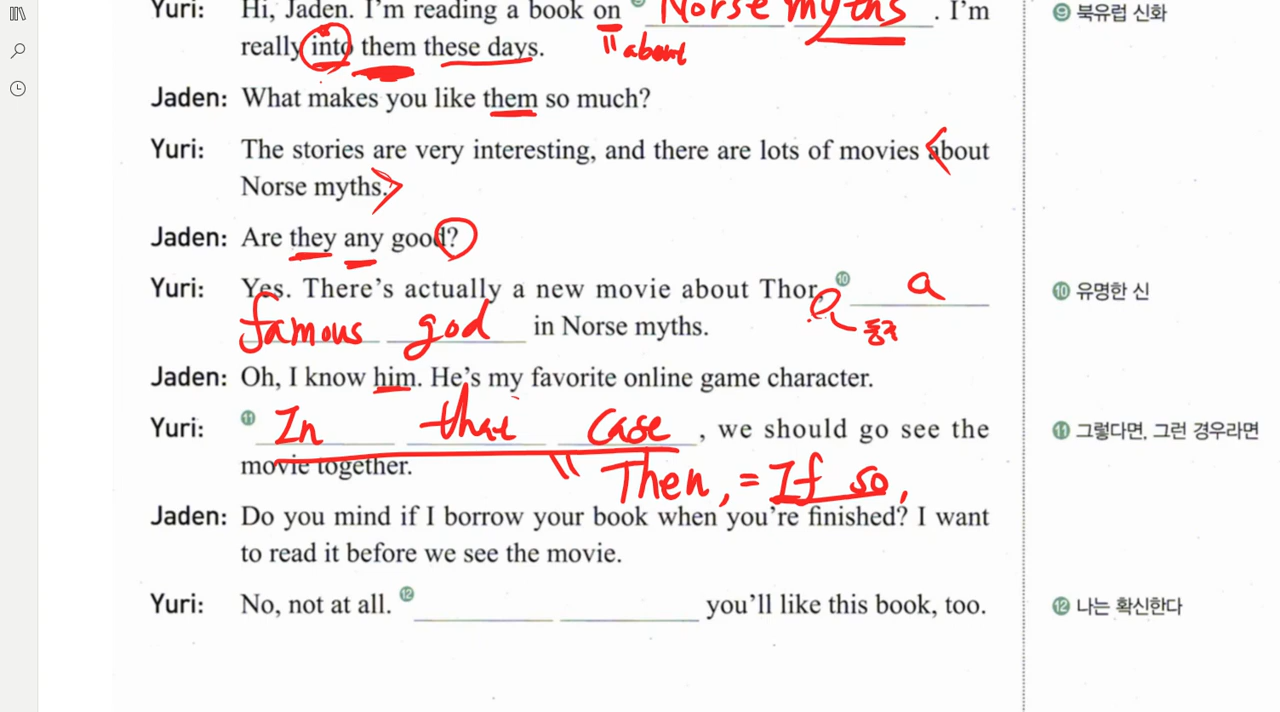 Yuri: Hi, Jaden. I'm reading a book on Norse myths. I'm ⑨ 북유럽 신화
really into them these days. " about
Jaden: What makes you like them so much?
Yuri: The stories are very interesting, and there are lots of movies <about
Norse myths.>
Jaden: Are they any good?
Yuri: Yes. There's actually a new movie about Thor, ⑩ a ⑩ 유명한 신
famous god in Norse myths. 동격
Jaden: Oh, I know him. He's my favorite online game character.
Yuri: ⑪ In that case, we should go see the ⑪ 그렇다면, 그런 경우라면
movie together. " Then, = If so,
Jaden: Do you mind if I borrow your book when you're finished? I want
to read it before we see the movie.
Yuri: No, not at all. ⑫ you'll like this book, too. ⑫ 나는 확신한다